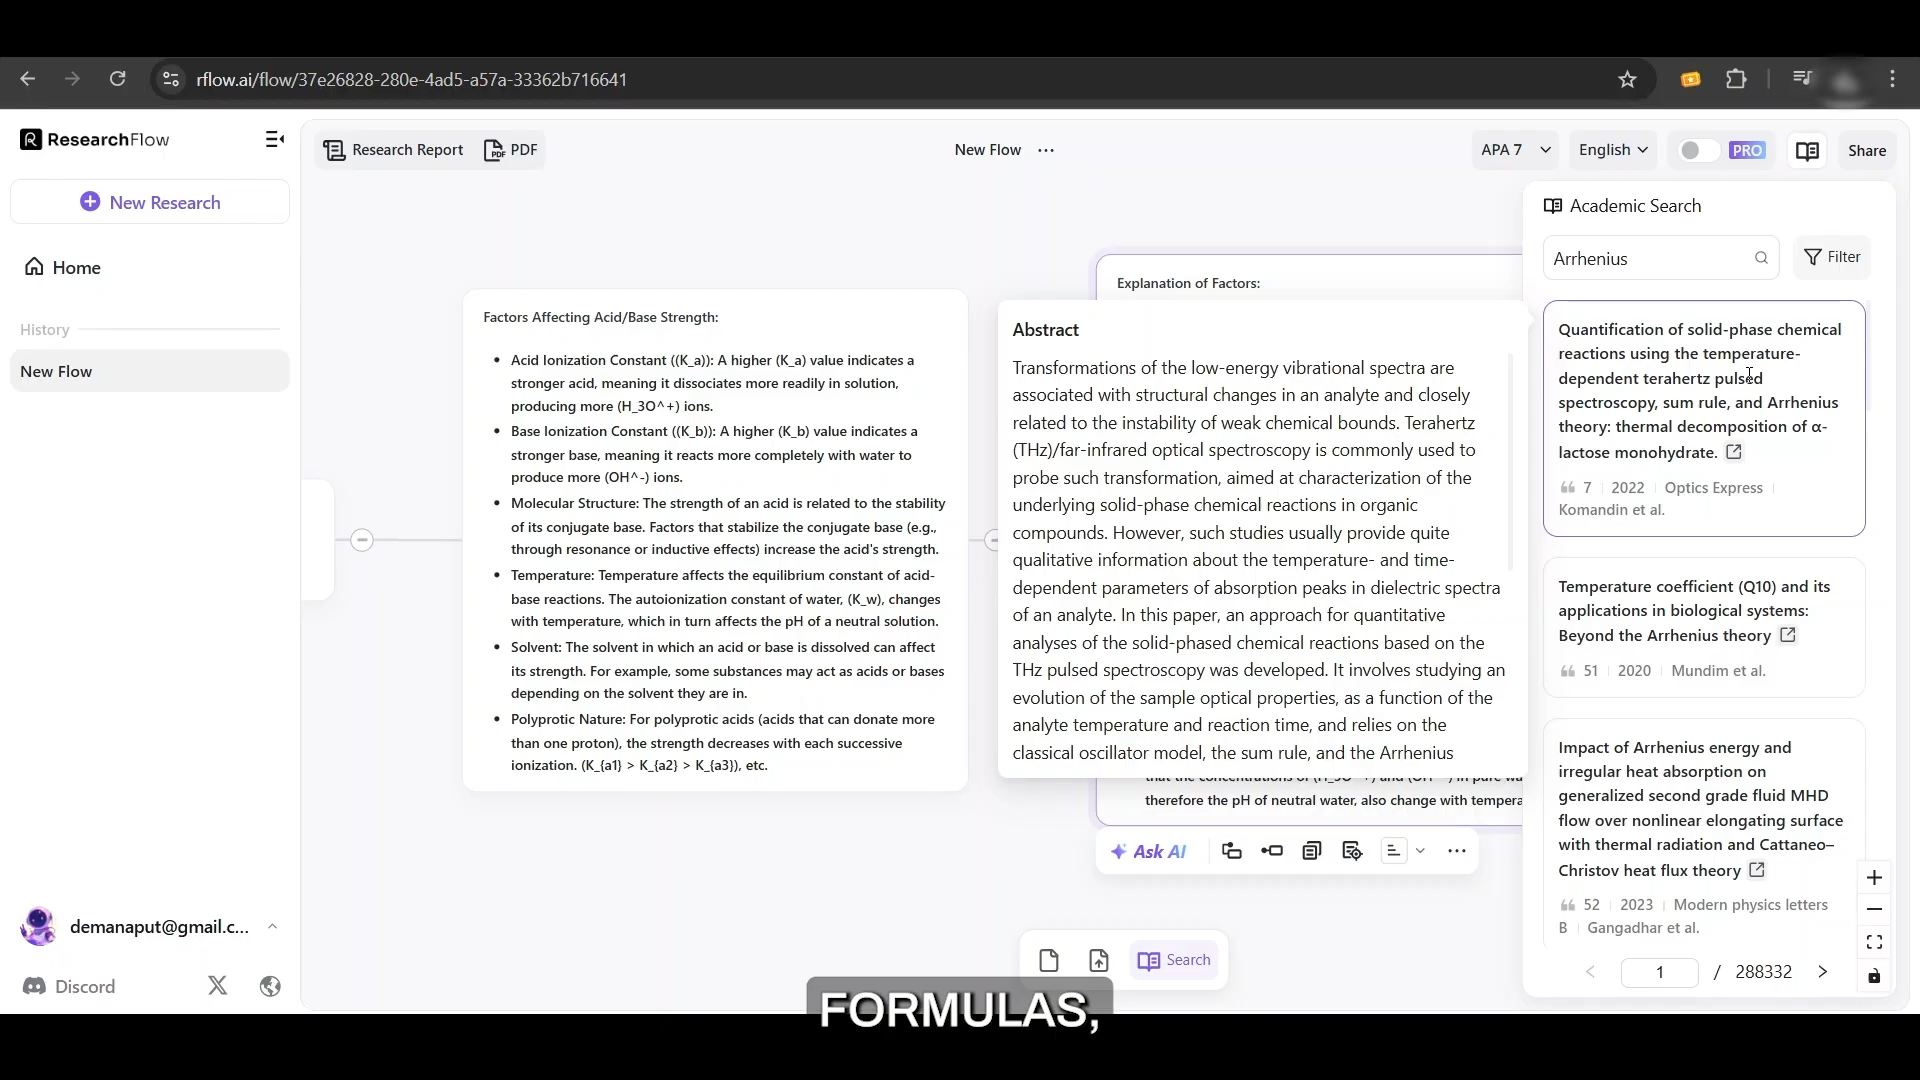 rflow.ai/flow/37e26828-280e-4ad5-a57a-33362b716641
ResearchFlow
New Research
Home
History
New Flow
demanaput@gmail.c...
Discord
Research Report
PDF
New Flow
APA 7
English
PRO
Share
Factors Affecting Acid/Base Strength:
• Acid Ionization Constant ((K_a)): A higher (K_a) value indicates a
stronger acid, meaning it dissociates more readily in solution,
producing more (H_3O^+) ions.
• Base Ionization Constant ((K_b)): A higher (K_b) value indicates a
stronger base, meaning it reacts more completely with water to
produce more (OH^-) ions.
• Molecular Structure: The strength of an acid is related to the stability
of its conjugate base. Factors that stabilize the conjugate base (e.g.,
through resonance or inductive effects) increase the acid's strength.
• Temperature: Temperature affects the equilibrium constant of acid-
base reactions. The autoionization constant of water, (K_w), changes
with temperature, which in turn affects the pH of a neutral solution.
• Solvent: The solvent in which an acid or base is dissolved can affect
its strength. For example, some substances may act as acids or bases
depending on the solvent they are in.
• Polyprotic Nature: For polyprotic acids (acids that can donate more
than one proton), the strength decreases with each successive
ionization. (K_{a1} > K_{a2} > K_{a3}), etc.
Explanation of Factors:
Abstract
Transformations of the low-energy vibrational spectra are
associated with structural changes in an analyte and closely
related to the instability of weak chemical bounds. Terahertz
(THz)/far-infrared optical spectroscopy is commonly used to
probe such transformation, aimed at characterization of the
underlying solid-phase chemical reactions in organic
compounds. However, such studies usually provide quite
qualitative information about the temperature- and time-
dependent parameters of absorption peaks in dielectric spectra
of an analyte. In this paper, an approach for quantitative
analyses of the solid-phased chemical reactions based on the
THz pulsed spectroscopy was developed. It involves studying an
evolution of the sample optical properties, as a function of the
analyte temperature and reaction time, and relies on the
classical oscillator model, the sum rule, and the Arrhenius
that the concentrations of (H_3O^+) and (OH^-) in pure wa
therefore the pH of neutral water, also change with tempera
Ask AI
Search
Academic Search
Arrhenius
Filter
Quantification of solid-phase chemical
reactions using the temperature-
dependent terahertz pulsed
spectroscopy, sum rule, and Arrhenius
theory: thermal decomposition of α-
lactose monohydrate.
7 | 2022 | Optics Express |
Komandin et al.
Temperature coefficient (Q10) and its
applications in biological systems:
Beyond the Arrhenius theory
51 | 2020 | Mundim et al.
Impact of Arrhenius energy and
irregular heat absorption on
generalized second grade fluid MHD
flow over nonlinear elongating surface
with thermal radiation and Cattaneo–
Christov heat flux theory
52 | 2023 | Modern physics letters
B | Gangadhar et al.
1 / 288332
FORMULAS,